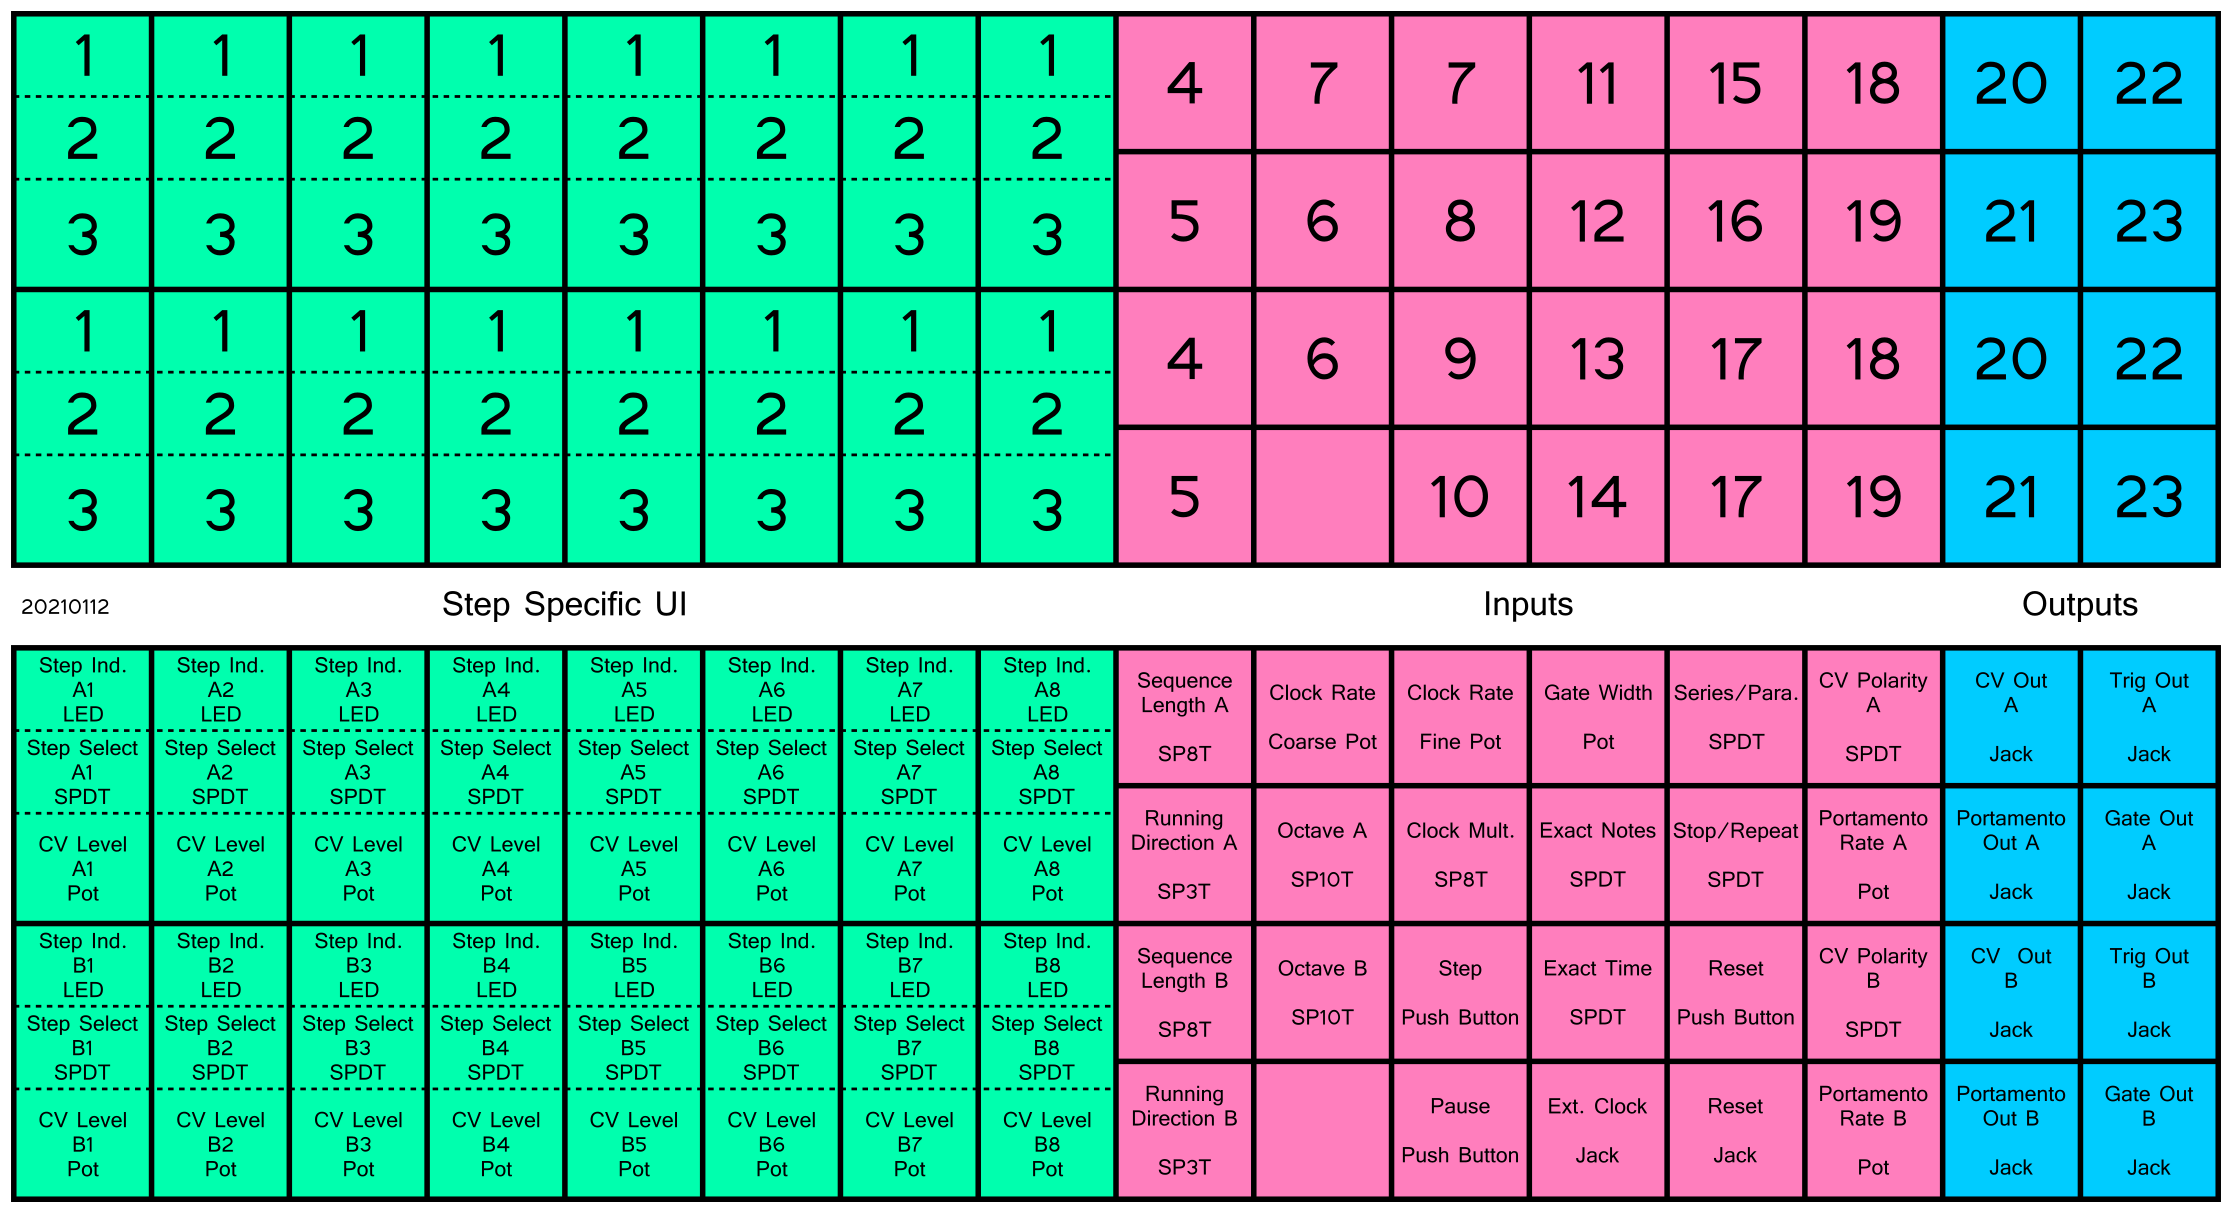 1 1 1 1 1 1 1 1 4 7 7 11 15 18 20 22
2 2 2 2 2 2 2 2
3 3 3 3 3 3 3 3 5 6 8 12 16 19 21 23
1 1 1 1 1 1 1 1 4 6 9 13 17 18 20 22
2 2 2 2 2 2 2 2
3 3 3 3 3 3 3 3 5 10 14 17 19 21 23
20210112 Step Specific UI Inputs Outputs
Step Ind. Step Ind. Step Ind. Step Ind. Step Ind. Step Ind. Step Ind. Step Ind.
A1 A2 A3 A4 A5 A6 A7 A8
LED LED LED LED LED LED LED LED
Step Select Step Select Step Select Step Select Step Select Step Select Step Select Step Select
A1 A2 A3 A4 A5 A6 A7 A8
SPDT SPDT SPDT SPDT SPDT SPDT SPDT SPDT
Sequence Clock Rate Clock Rate Gate Width Series/Para. CV Polarity CV Out Trig Out
Length A A A A
SP8T Coarse Pot Fine Pot Pot SPDT SPDT Jack Jack
CV Level CV Level CV Level CV Level CV Level CV Level CV Level CV Level
A1 A2 A3 A4 A5 A6 A7 A8
Pot Pot Pot Pot Pot Pot Pot Pot
Running Octave A Clock Mult. Exact Notes Stop/Repeat Portamento Portamento Gate Out
Direction A Rate A Out A A
SP3T SP10T SP8T SPDT SPDT Pot Jack Jack
Step Ind. Step Ind. Step Ind. Step Ind. Step Ind. Step Ind. Step Ind. Step Ind.
B1 B2 B3 B4 B5 B6 B7 B8
LED LED LED LED LED LED LED LED
Step Select Step Select Step Select Step Select Step Select Step Select Step Select Step Select
B1 B2 B3 B4 B5 B6 B7 B8
SPDT SPDT SPDT SPDT SPDT SPDT SPDT SPDT
Sequence Octave B Step Exact Time Reset CV Polarity CV Out Trig Out
Length B B B B
SP8T SP10T Push Button SPDT Push Button SPDT Jack Jack
CV Level CV Level CV Level CV Level CV Level CV Level CV Level CV Level
B1 B2 B3 B4 B5 B6 B7 B8
Pot Pot Pot Pot Pot Pot Pot Pot
Running Pause Ext. Clock Reset Portamento Portamento Gate Out
Direction B Rate B Out B B
SP3T Push Button Jack Jack Pot Jack Jack